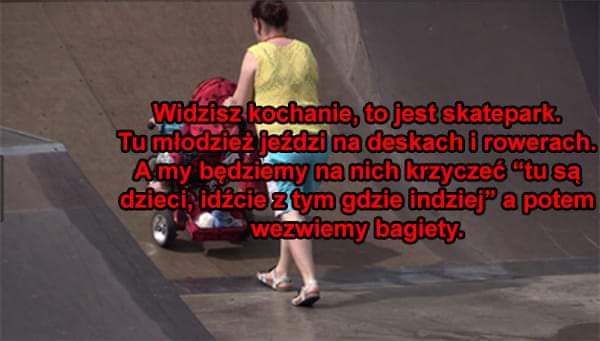 Widzisz kochanie, to jest skatepark.
Tu młodzież jeździ na deskach i rowerach.
A my będziemy na nich krzyczeć “tu są
dzieci, idźcie z tym gdzie indziej” a potem
wezwiemy bagiety.